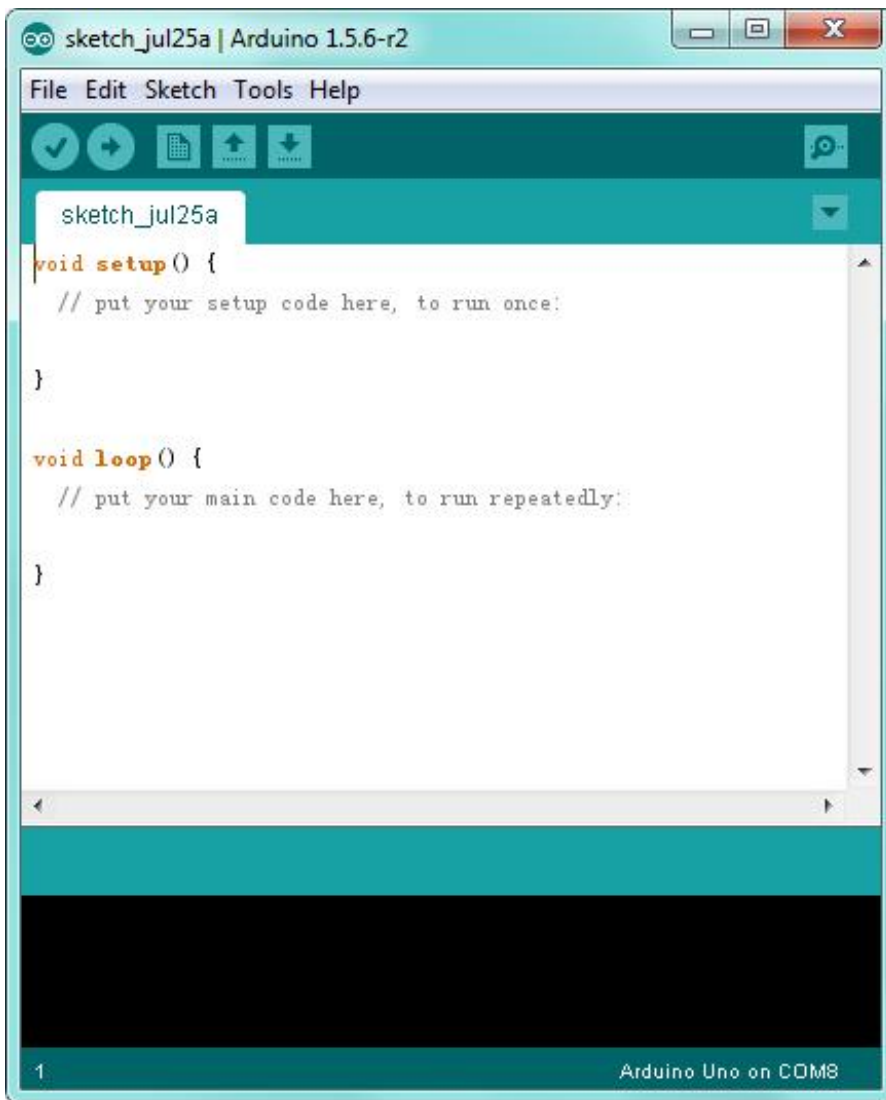 sketch_jul25a | Arduino 1.5.6-r2
File Edit Sketch Tools Help
sketch_jul25a
void setup() {
  // put your setup code here, to run once:
}
void loop() {
  // put your main code here, to run repeatedly:
}
1
Arduino Uno on COM8